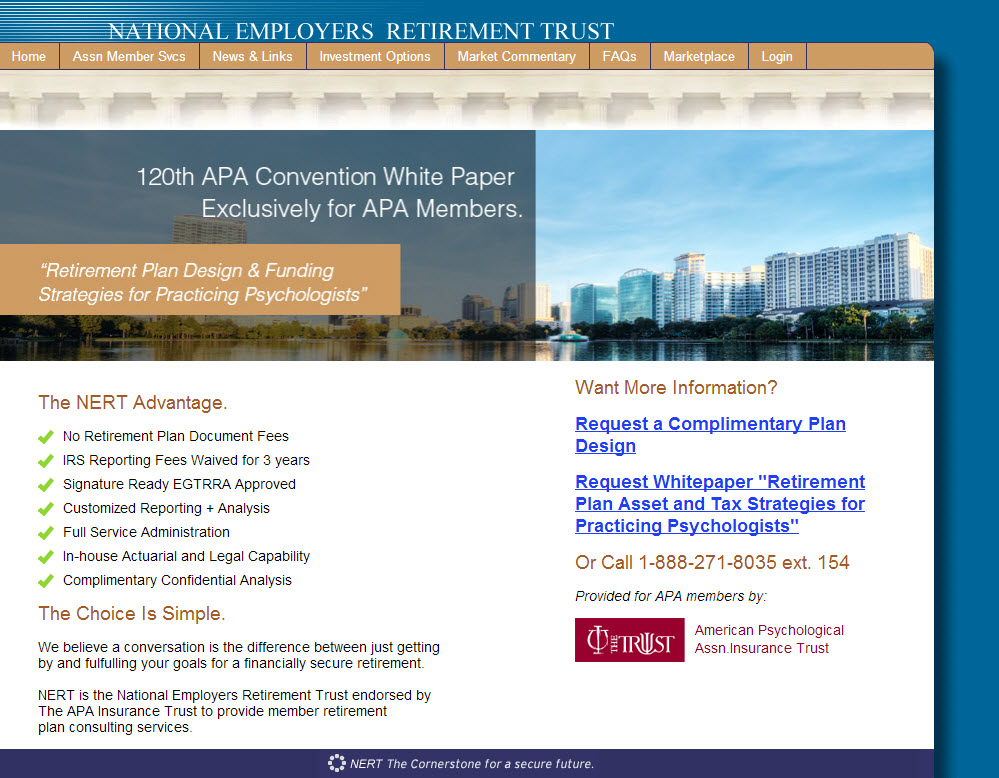 NATIONAL EMPLOYERS RETIREMENT TRUST
Home Assn Member Svcs News & Links Investment Options Market Commentary FAQs Marketplace Login
120th APA Convention White Paper
Exclusively for APA Members.
“Retirement Plan Design & Funding
Strategies for Practicing Psychologists”
The NERT Advantage.
No Retirement Plan Document Fees
IRS Reporting Fees Waived for 3 years
Signature Ready EGTRRA Approved
Customized Reporting + Analysis
Full Service Administration
In-house Actuarial and Legal Capability
Complimentary Confidential Analysis
The Choice Is Simple.
We believe a conversation is the difference between just getting
by and fulfulling your goals for a financially secure retirement.
NERT is the National Employers Retirement Trust endorsed by
The APA Insurance Trust to provide member retirement
plan consulting services.
Want More Information?
Request a Complimentary Plan
Design
Request Whitepaper "Retirement
Plan Asset and Tax Strategies for
Practicing Psychologists"
Or Call 1-888-271-8035 ext. 154
Provided for APA members by:
THE TRUST
American Psychological
Assn.Insurance Trust
NERT The Cornerstone for a secure future.